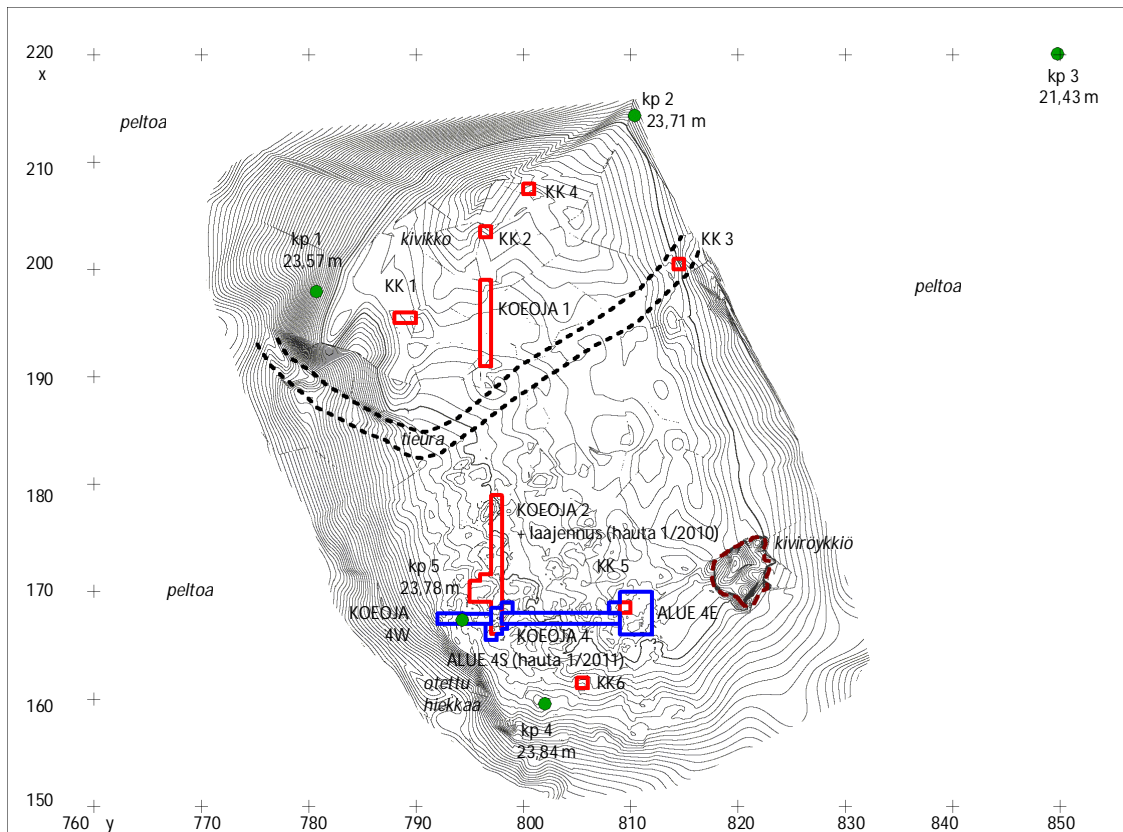 220
x
kp 3
21,43 m
kp 2
23,71 m
peltoa
210
KK 4
kp 1
23,57 m
kivikko
KK 2
KK 3
200
KK 1
peltoa
KOEOJA 1
190
tieura
180
KOEOJA 2
+ laajennus (hauta 1/2010)
kiviröykkiö
kp 5
23,78 m
KK 5
170
peltoa
KOEOJA
4W
ALUE 4E
KOEOJA 4
ALUE 4S (hauta 1/2011)
otettu
hiekkaa
KK6
160
kp 4
23,84 m
150
760 y 770 780 790 800 810 820 830 840 850